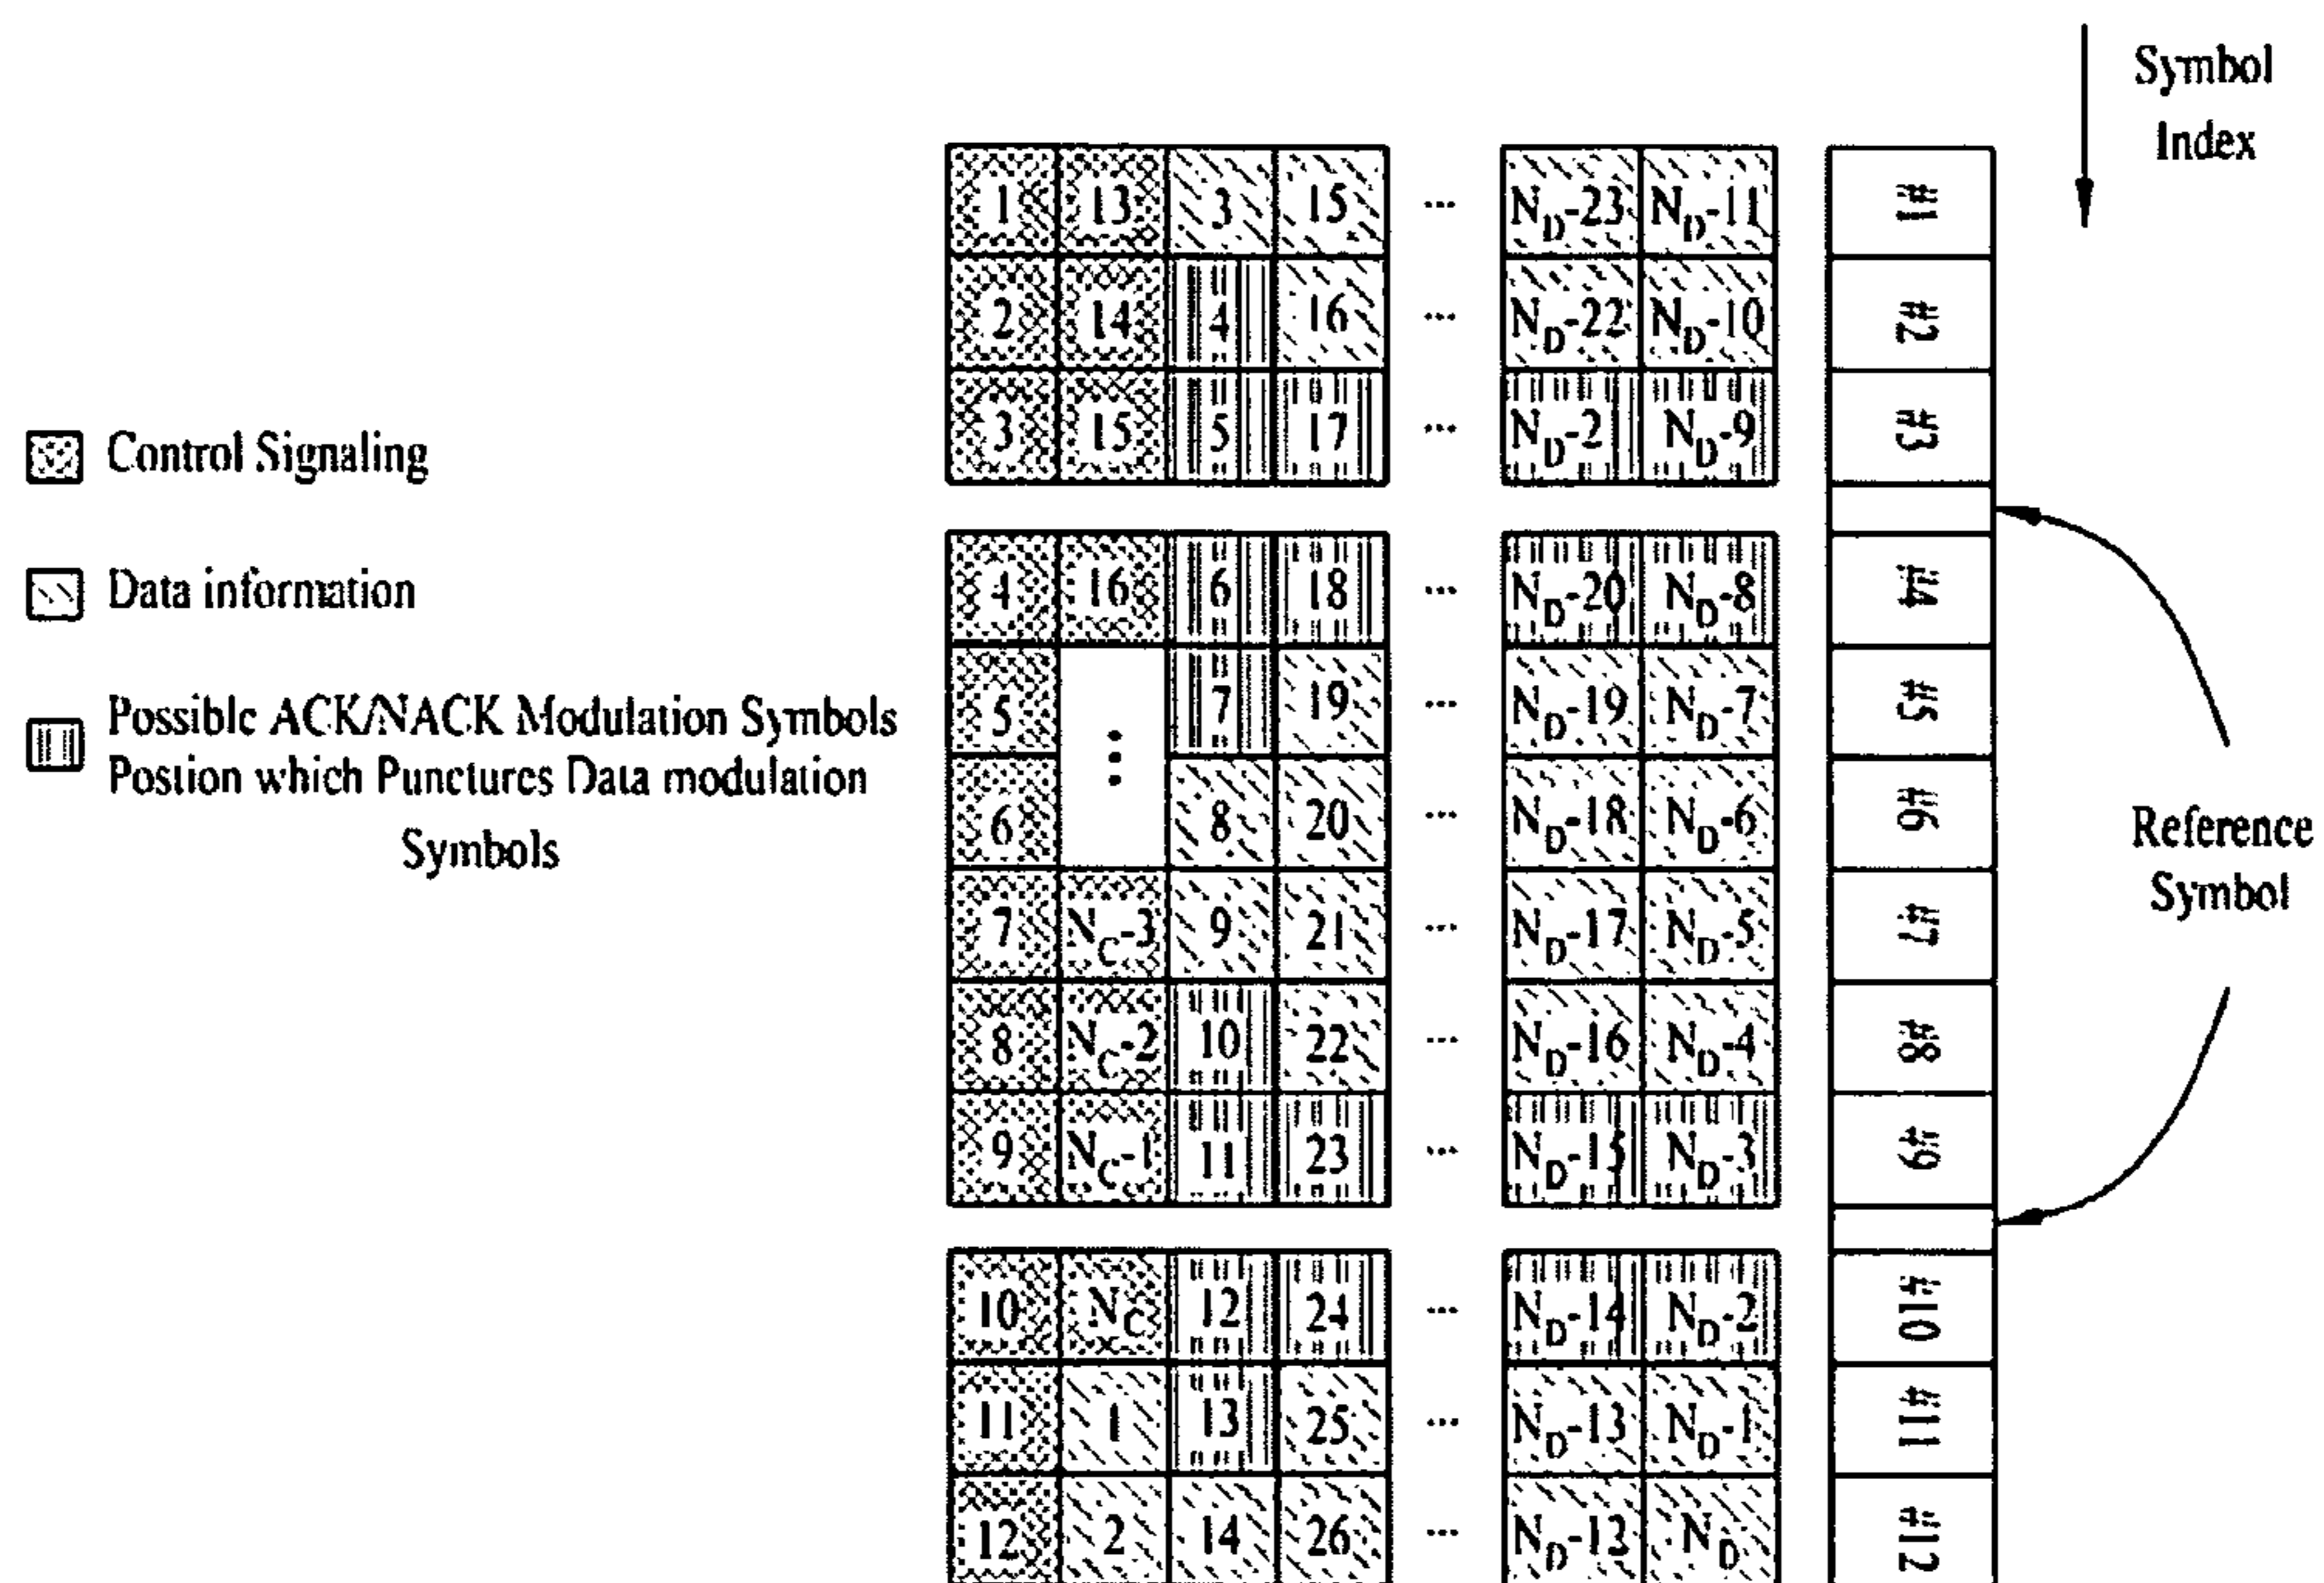 Symbol
Index
1 13 3 15 ... N_D-23 N_D-11 #1
2 14 4 16 ... N_D-22 N_D-10 #2
3 15 5 17 ... N_D-2 N_D-9 #3
Control Signaling
Data information
Possible ACK/NACK Modulation Symbols
Postion which Punctures Data modulation
Symbols
4 16 6 18 ... N_D-20 N_D-8 #4
5 ⋮ 7 19 ... N_D-19 N_D-7 #5
6 8 20 ... N_D-18 N_D-6 #6
7 N_C-3 9 21 ... N_D-17 N_D-5 #7
8 N_C-2 10 22 ... N_D-16 N_D-4 #8
9 N_C-1 11 23 ... N_D-15 N_D-3 #9
Reference
Symbol
10 N_C 12 24 ... N_D-14 N_D-2 #10
11 1 13 25 ... N_D-13 N_D-1 #11
12 2 14 26 ... N_D-12 N_D #12